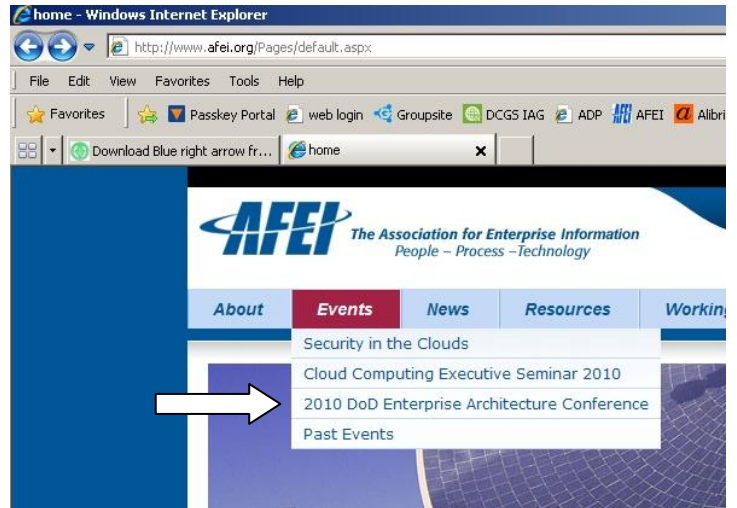 home - Windows Internet Explorer
http://www.afei.org/Pages/default.aspx
File Edit View Favorites Tools Help
Favorites Passkey Portal web login Groupsite DCGS IAG ADP AFEI Alibri
Download Blue right arrow fr... home
AFEI The Association for Enterprise Information
People – Process –Technology
About Events News Resources Working
Security in the Clouds
Cloud Computing Executive Seminar 2010
2010 DoD Enterprise Architecture Conference
Past Events